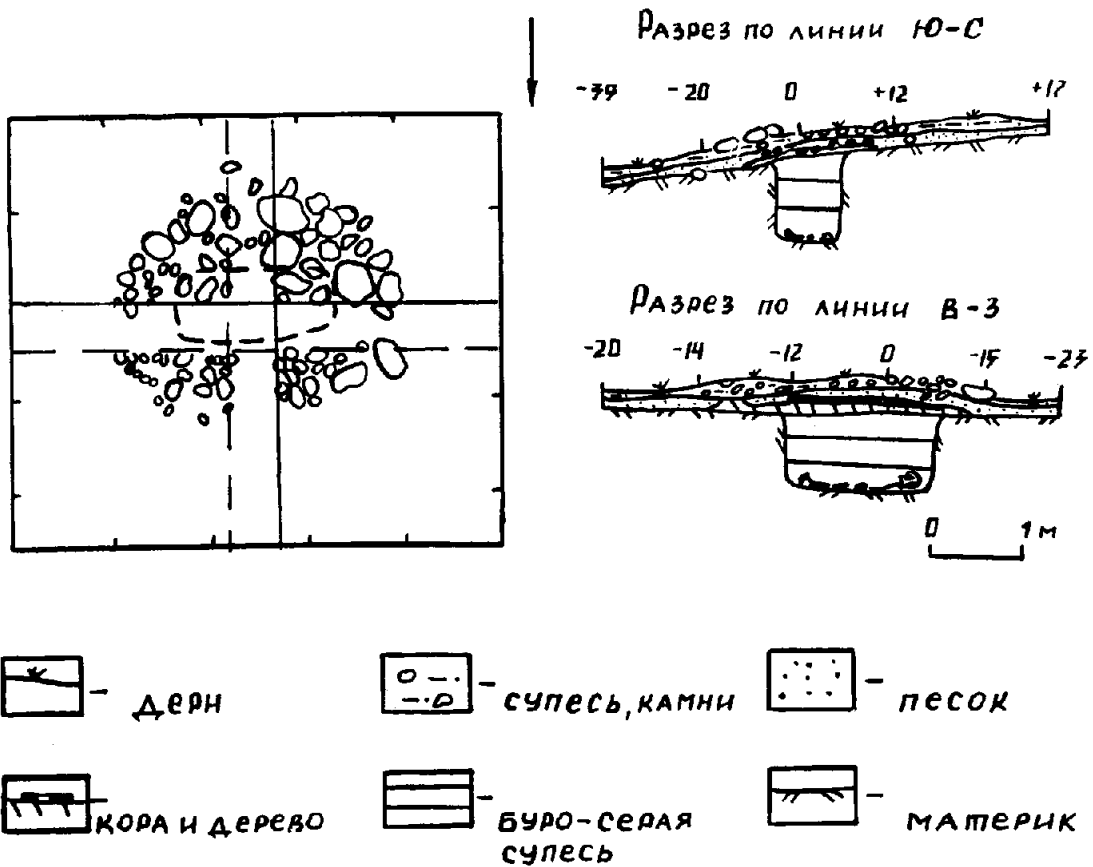 Разрез по линии Ю-С
-39 -20 0 +12 +17
Разрез по линии В-З
-20 -14 -12 0 -15 -23
0 1 м
- дерн
- супесь, камни
- песок
- кора и дерево
- буро-серая
супесь
- материк